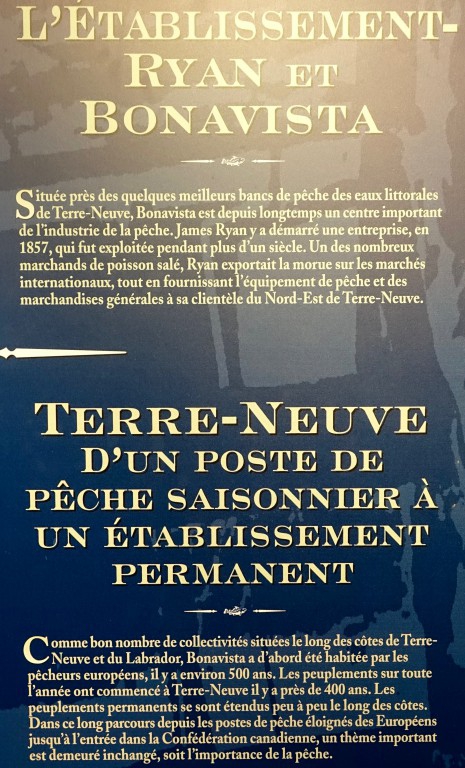 L'ÉTABLISSEMENT-
RYAN ET
BONAVISTA
Située près des quelques meilleurs bancs de pêche des eaux littorales
de Terre-Neuve, Bonavista est depuis longtemps un centre important
de l'industrie de la pêche. James Ryan y a démarré une entreprise, en
1857, qui fut exploitée pendant plus d'un siècle. Un des nombreux
marchands de poisson salé, Ryan exportait la morue sur les marchés
internationaux, tout en fournissant l'équipement de pêche et des
marchandises générales à sa clientèle du Nord-Est de Terre-Neuve.
TERRE-NEUVE
D'UN POSTE DE
PÊCHE SAISONNIER À
UN ÉTABLISSEMENT
PERMANENT
Comme bon nombre de collectivités situées le long des côtes de Terre-
Neuve et du Labrador, Bonavista a d'abord été habitée par les
pêcheurs européens, il y a environ 500 ans. Les peuplements sur toute
l'année ont commencé à Terre-Neuve il y a près de 400 ans. Les
peuplements permanents se sont étendus peu à peu le long des côtes.
Dans ce long parcours depuis les postes de pêche éloignés des Européens
jusqu'à l'entrée dans la Confédération canadienne, un thème important
est demeuré inchangé, soit l'importance de la pêche.